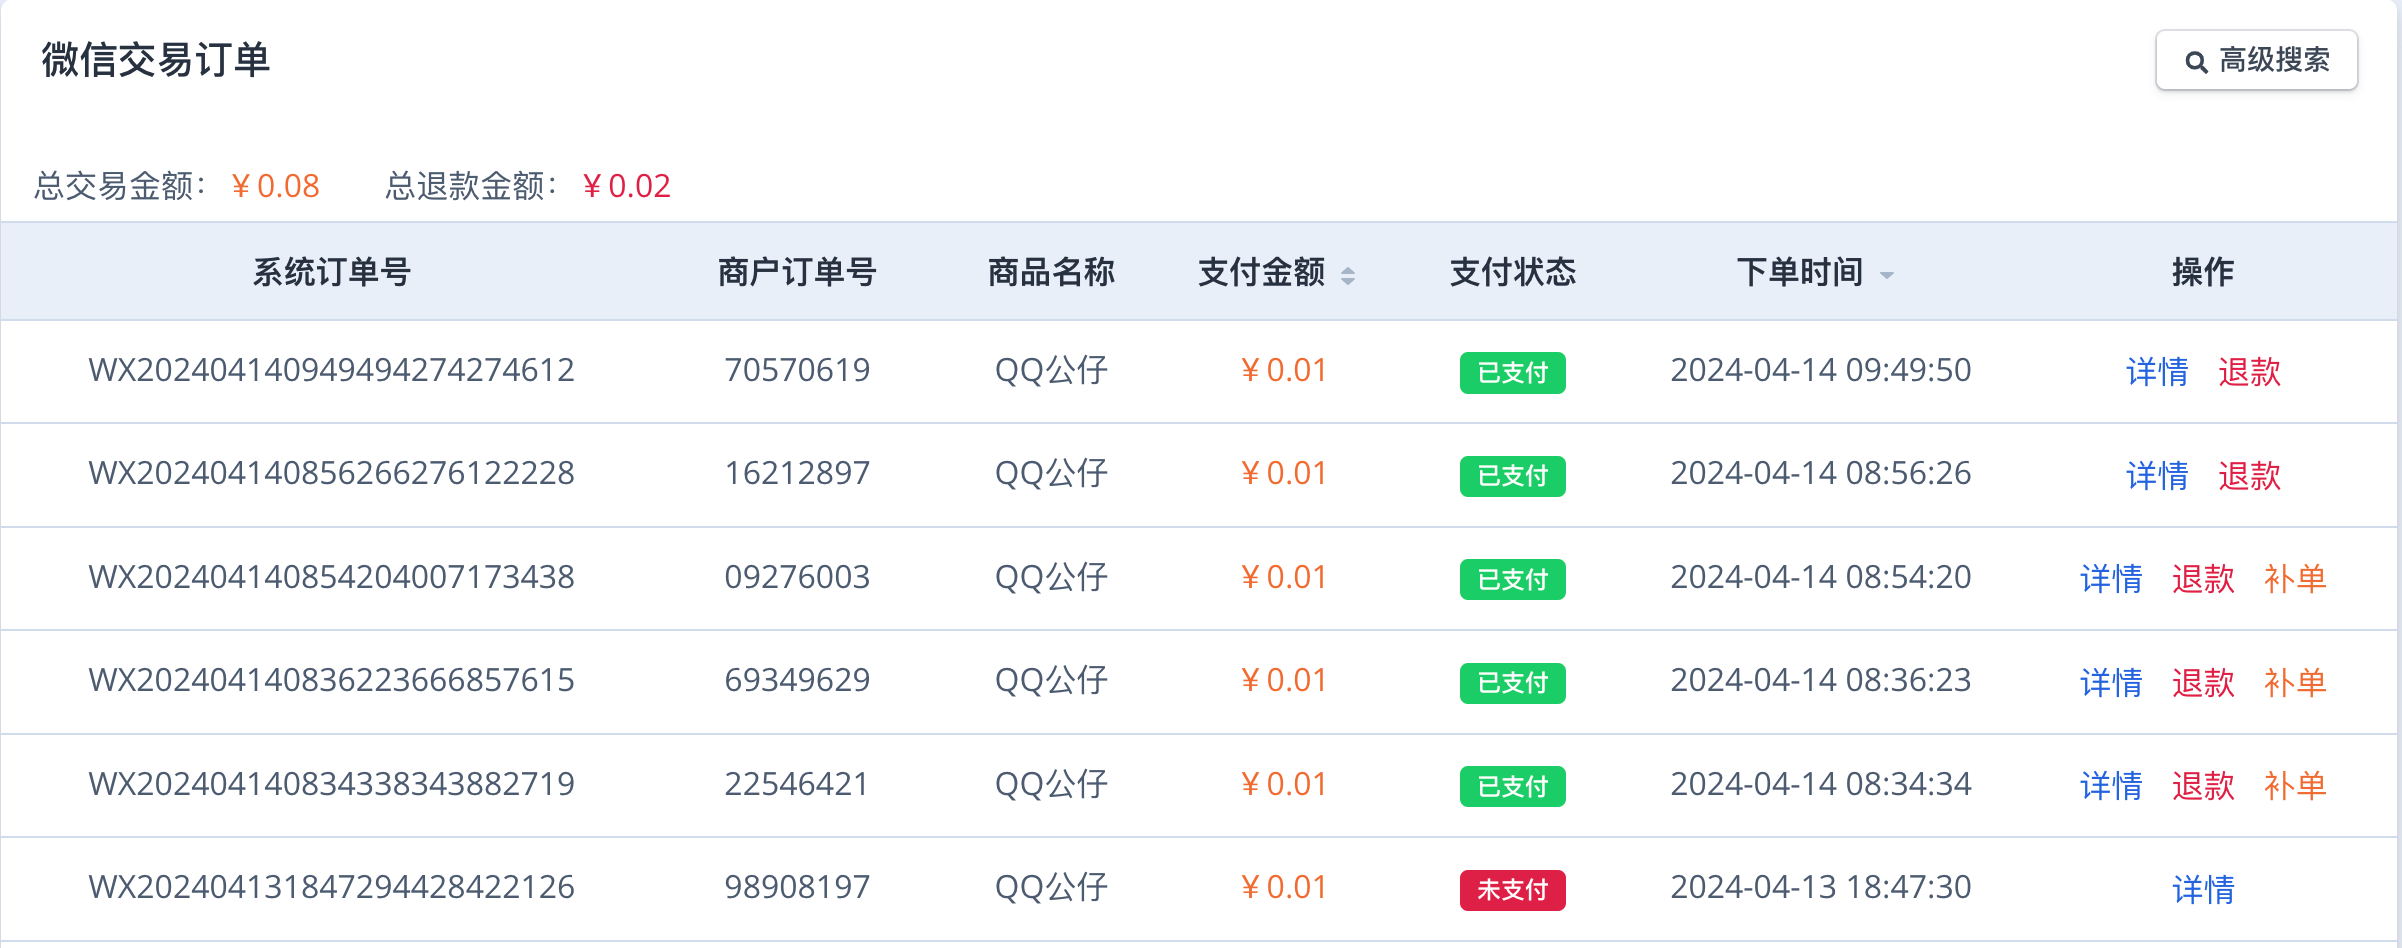 微信交易订单
高级搜索
总交易金额： ¥ 0.08 总退款金额： ¥ 0.02
系统订单号 商户订单号 商品名称 支付金额 支付状态 下单时间 操作
WX202404140949494274274612 70570619 QQ公仔 ¥ 0.01 已支付 2024-04-14 09:49:50 详情 退款
WX202404140856266276122228 16212897 QQ公仔 ¥ 0.01 已支付 2024-04-14 08:56:26 详情 退款
WX202404140854204007173438 09276003 QQ公仔 ¥ 0.01 已支付 2024-04-14 08:54:20 详情 退款 补单
WX202404140836223666857615 69349629 QQ公仔 ¥ 0.01 已支付 2024-04-14 08:36:23 详情 退款 补单
WX202404140834338343882719 22546421 QQ公仔 ¥ 0.01 已支付 2024-04-14 08:34:34 详情 退款 补单
WX202404131847294428422126 98908197 QQ公仔 ¥ 0.01 未支付 2024-04-13 18:47:30 详情